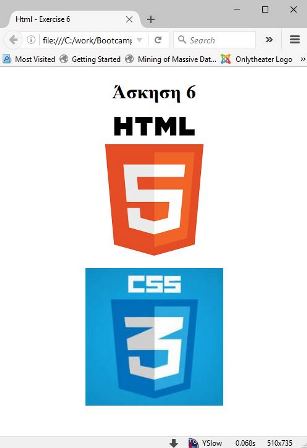 Html - Exercise 6
file:///C:/work/Bootcamp
Search
Most Visited Getting Started Mining of Massive Dat... Onlytheater Logo »
Άσκηση 6
HTML
5
CSS
3
YSlow 0.068s 510x735